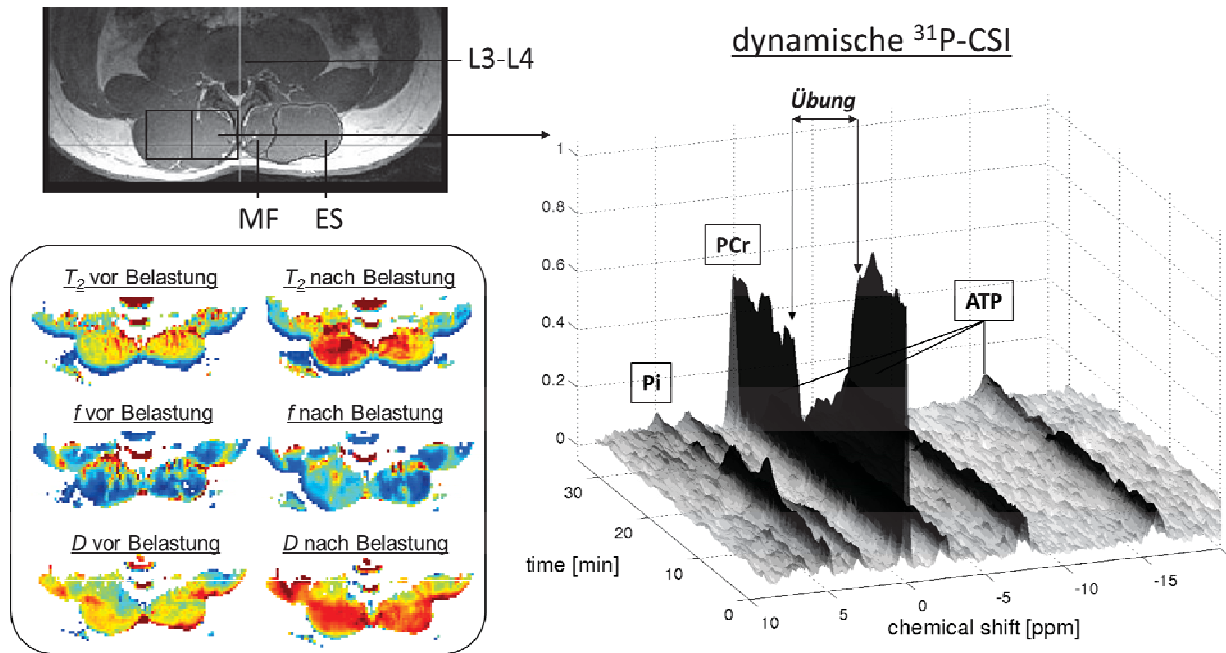 L3-L4
MF ES
T2 vor Belastung
T2 nach Belastung
f vor Belastung
f nach Belastung
D vor Belastung
D nach Belastung
dynamische ³¹P-CSI
Übung
PCr
ATP
Pi
1
0.8
0.6
0.4
0.2
0
30
20
10
0
time [min]
10
5
0
-5
-10
-15
chemical shift [ppm]